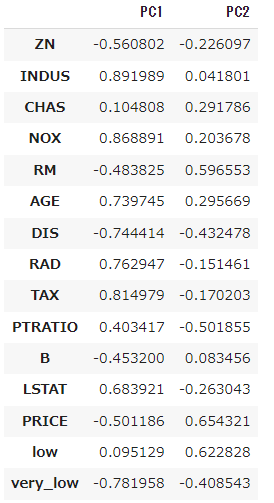 PC1 PC2
ZN -0.560802 -0.226097
INDUS 0.891989 0.041801
CHAS 0.104808 0.291786
NOX 0.868891 0.203678
RM -0.483825 0.596553
AGE 0.739745 0.295669
DIS -0.744414 -0.432478
RAD 0.762947 -0.151461
TAX 0.814979 -0.170203
PTRATIO 0.403417 -0.501855
B -0.453200 0.083456
LSTAT 0.683921 -0.263043
PRICE -0.501186 0.654321
low 0.095129 0.622828
very_low -0.781958 -0.408543